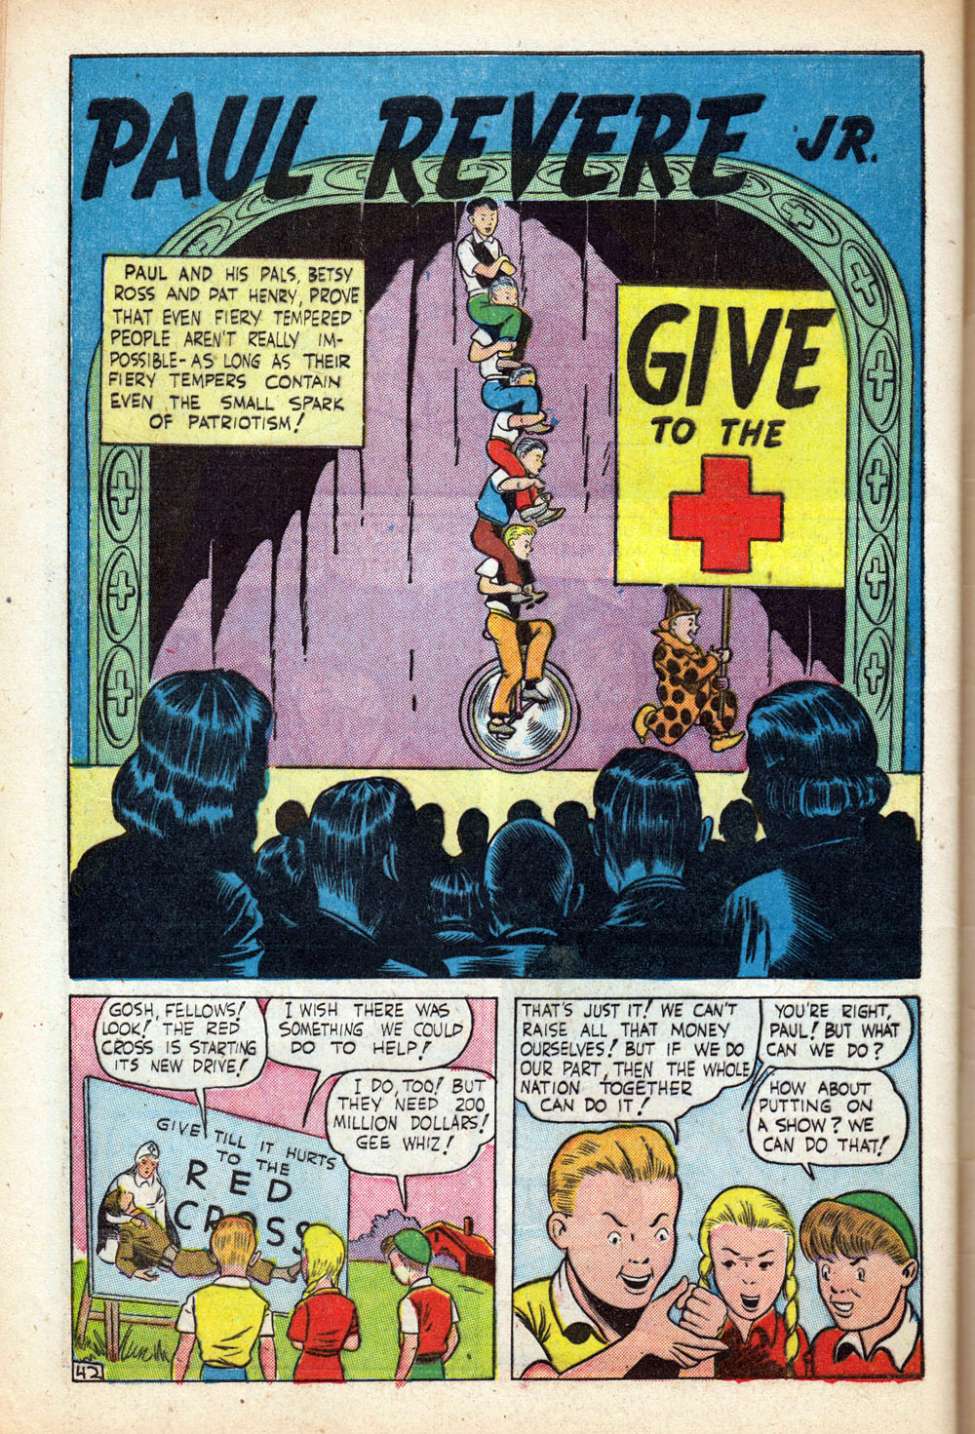 PAUL REVERE JR.
PAUL AND HIS PALS, BETSY
ROSS AND PAT HENRY, PROVE
THAT EVEN FIERY TEMPERED
PEOPLE AREN'T REALLY IM-
POSSIBLE-AS LONG AS THEIR
FIERY TEMPERS CONTAIN
EVEN THE SMALL SPARK
OF PATRIOTISM!
GIVE
TO THE
GOSH, FELLOWS!
LOOK! THE RED
CROSS IS STARTING
ITS NEW DRIVE!
I WISH THERE WAS
SOMETHING WE COULD
DO TO HELP!
I DO, TOO! BUT
THEY NEED 200
MILLION DOLLARS!
GEE WHIZ!
GIVE TILL IT HURTS
TO THE
RED
CROSS
42
THAT'S JUST IT! WE CAN'T
RAISE ALL THAT MONEY
OURSELVES! BUT IF WE DO
OUR PART, THEN THE WHOLE
NATION TOGETHER
CAN DO IT!
YOU'RE RIGHT,
PAUL! BUT WHAT
CAN WE DO?
HOW ABOUT
PUTTING ON
A SHOW? WE
CAN DO THAT!